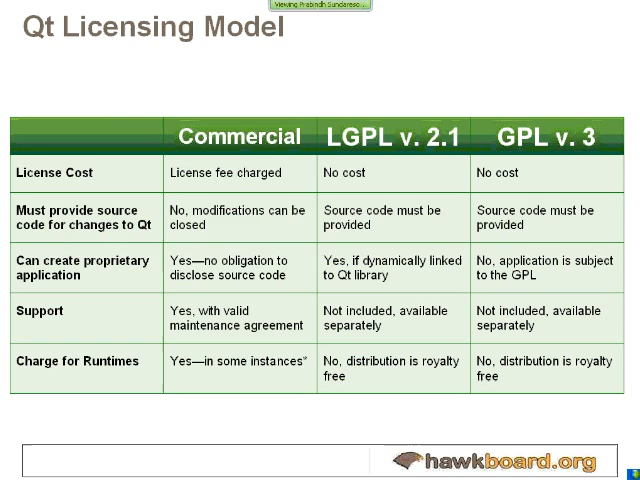 Viewing Prabindh Sundareso...
Qt Licensing Model
Commercial LGPL v. 2.1 GPL v. 3
License Cost License fee charged No cost No cost
Must provide source code for changes to Qt
No, modifications can be closed
Source code must be provided
Source code must be provided
Can create proprietary application
Yes—no obligation to disclose source code
Yes, if dynamically linked to Qt library
No, application is subject to the GPL
Support
Yes, with valid maintenance agreement
Not included, available separately
Not included, available separately
Charge for Runtimes
Yes—in some instances*
No, distribution is royalty free
No, distribution is royalty free
hawkboard.org